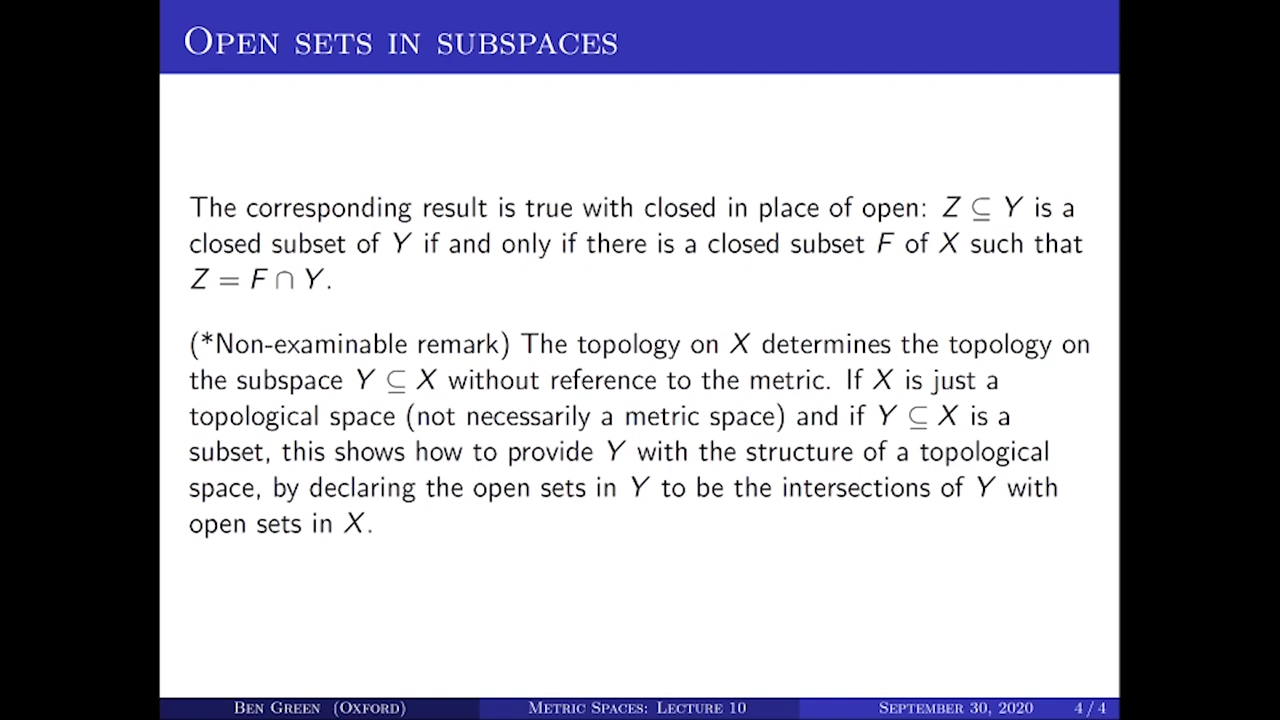 OPEN SETS IN SUBSPACES
The corresponding result is true with closed in place of open: Z ⊆ Y is a
closed subset of Y if and only if there is a closed subset F of X such that
Z = F ∩ Y.
(*Non-examinable remark) The topology on X determines the topology on
the subspace Y ⊆ X without reference to the metric. If X is just a
topological space (not necessarily a metric space) and if Y ⊆ X is a
subset, this shows how to provide Y with the structure of a topological
space, by declaring the open sets in Y to be the intersections of Y with
open sets in X.
BEN GREEN (OXFORD) METRIC SPACES: LECTURE 10 SEPTEMBER 30, 2020 4 / 4